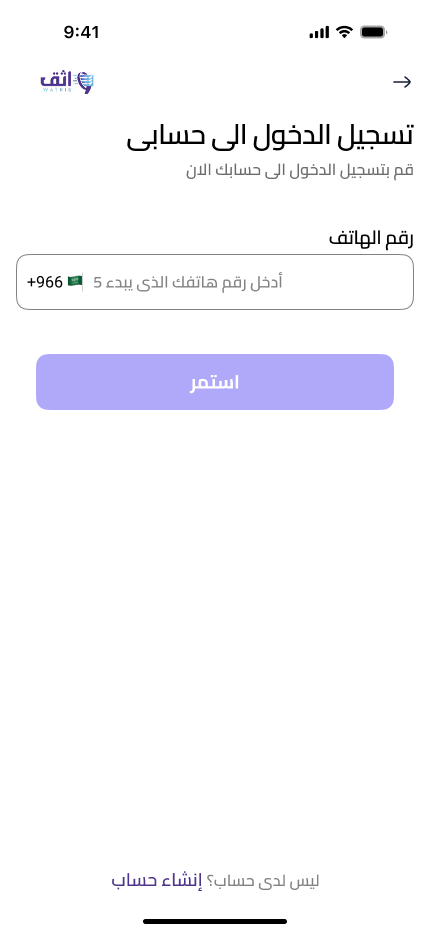 9:41
واثق
WATHIQ
تسجيل الدخول الى حسابى
قم بتسجيل الدخول الى حسابك الان
رقم الهاتف
+966 🇸🇦 أدخل رقم هاتفك الذى يبدء 5
استمر
ليس لدى حساب؟ إنشاء حساب